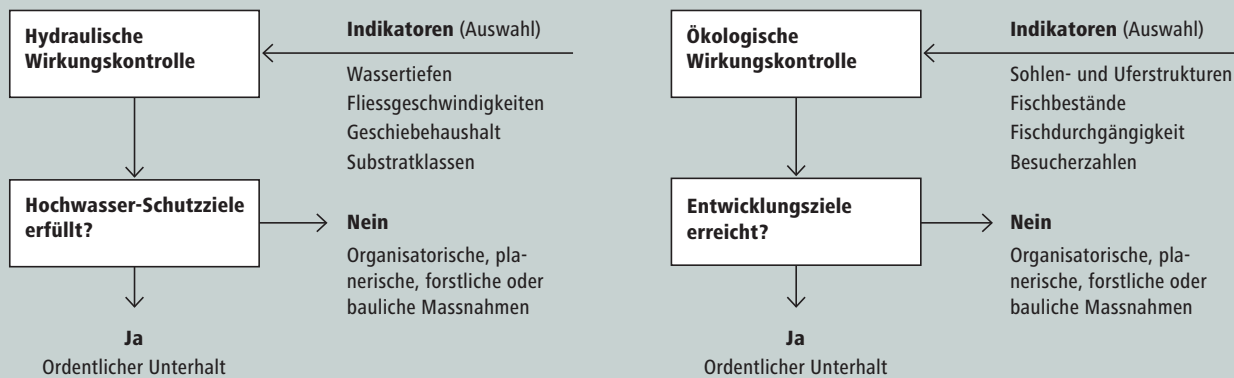 Hydraulische
Wirkungskontrolle
Indikatoren (Auswahl)
Wassertiefen
Fliessgeschwindigkeiten
Geschiebehaushalt
Substratklassen
Hochwasser-Schutzziele
erfüllt?
Nein
Organisatorische, pla-
nerische, forstliche oder
bauliche Massnahmen
Ja
Ordentlicher Unterhalt
Ökologische
Wirkungskontrolle
Indikatoren (Auswahl)
Sohlen- und Uferstrukturen
Fischbestände
Fischdurchgängigkeit
Besucherzahlen
Entwicklungsziele
erreicht?
Nein
Organisatorische, pla-
nerische, forstliche oder
bauliche Massnahmen
Ja
Ordentlicher Unterhalt